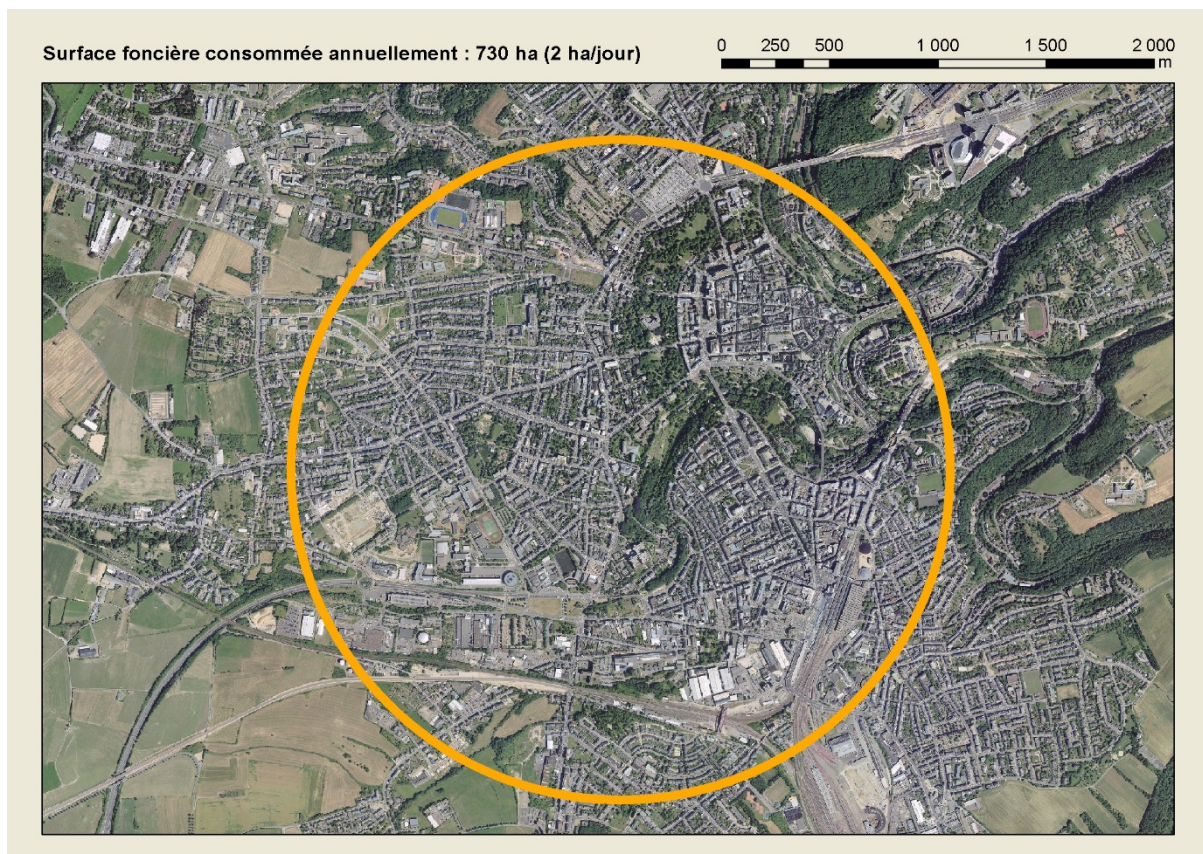 Surface foncière consommée annuellement : 730 ha (2 ha/jour)
0 250 500 1 000 1 500 2 000
m